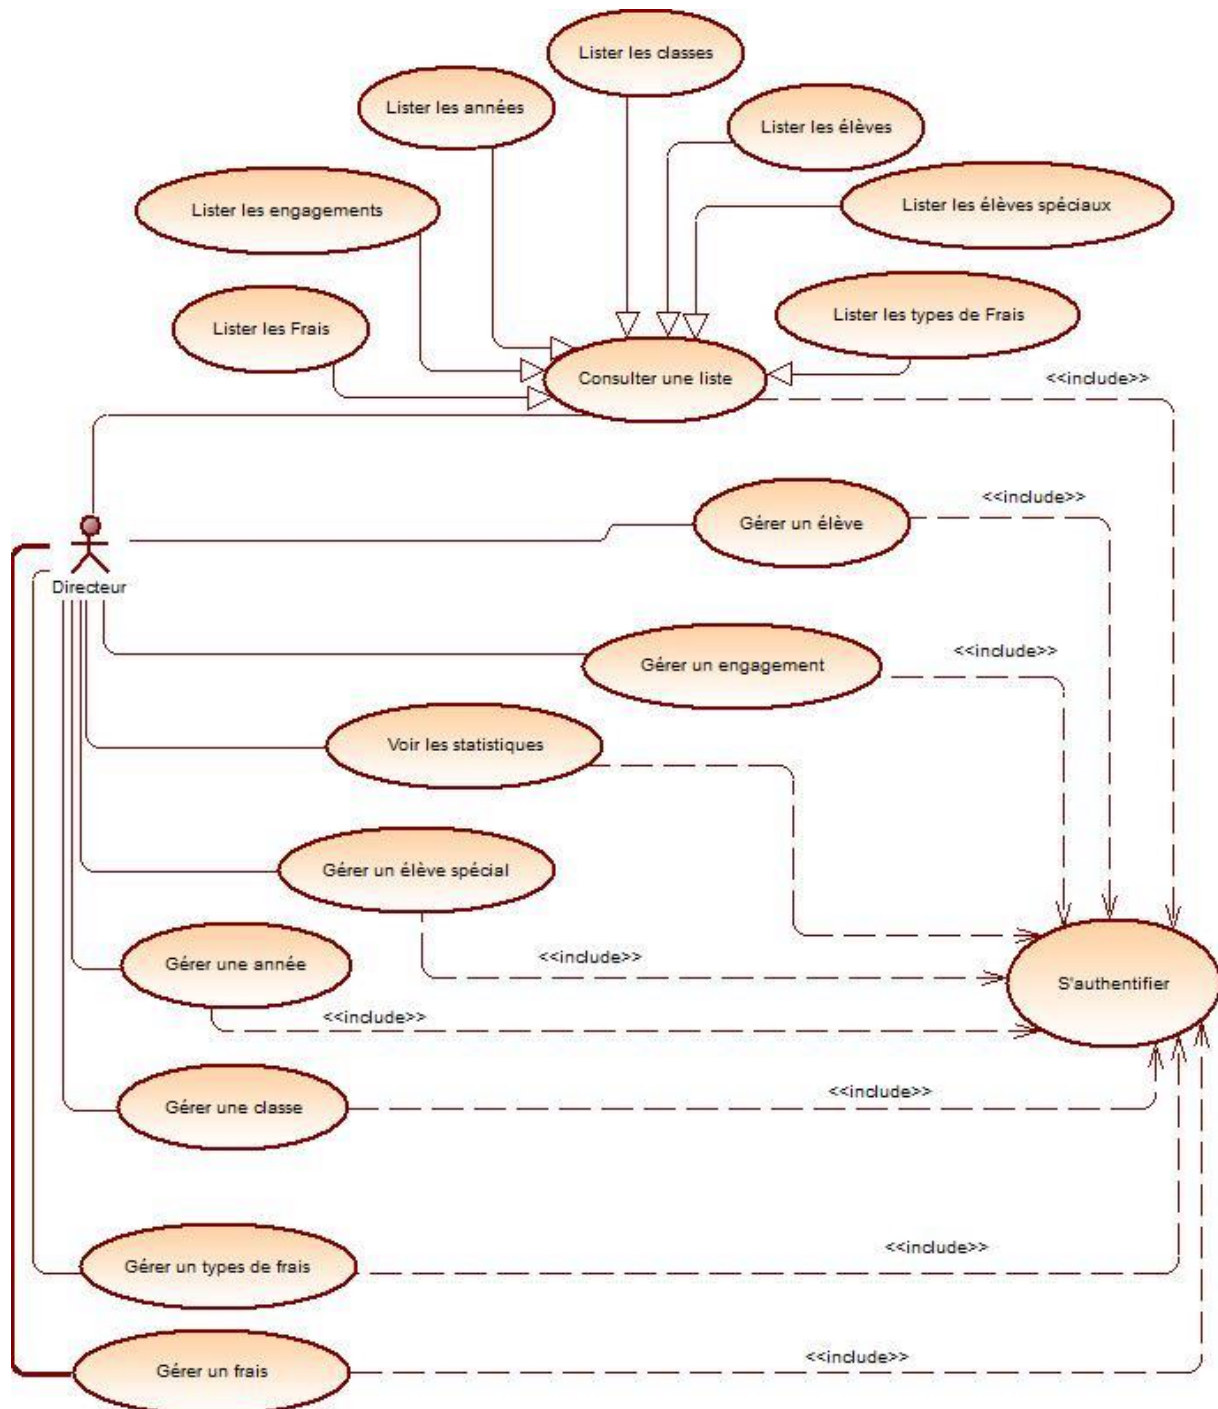 Lister les classes
Lister les années
Lister les élèves
Lister les engagements
Lister les élèves spéciaux
Lister les Frais
Lister les types de Frais
Consulter une liste
<<include>>
<<include>>
Gérer un élève
Directeur
<<include>>
Gérer un engagement
Voir les statistiques
Gérer un élève spécial
<<include>>
Gérer une année
S'authentifier
<<include>>
<<include>>
Gérer une classe
<<include>>
Gérer un types de frais
<<include>>
Gérer un frais